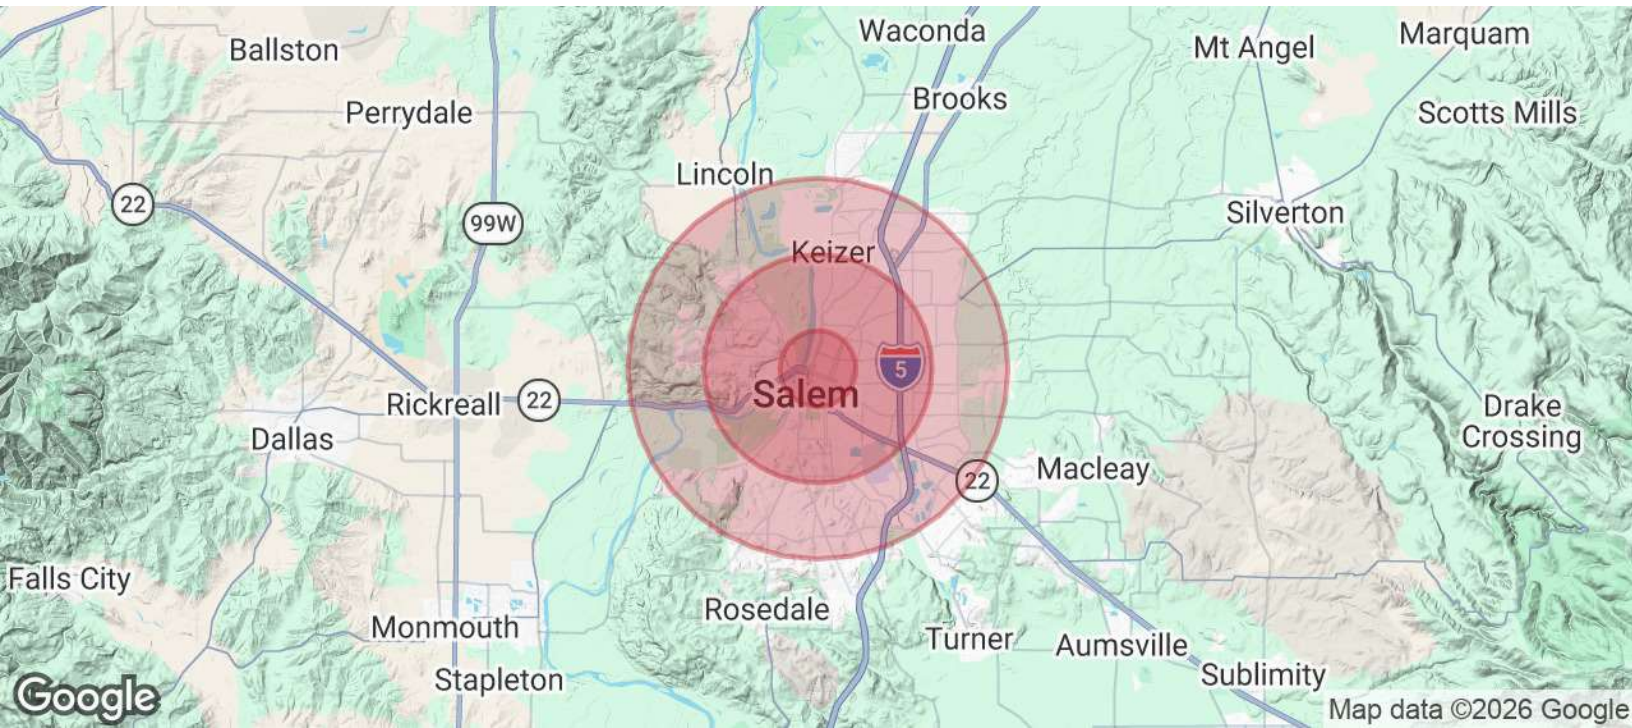 Waconda
Marquam
Ballston
Mt Angel
Brooks
Perrydale
Scotts Mills
Lincoln
22
99W
Silverton
Keizer
5
Salem
Rickreall
22
Drake
Crossing
Dallas
Macleay
22
Falls City
Rosedale
Monmouth
Turner
Aumsville
Sublimity
Stapleton
Google
Map data ©2026 Google